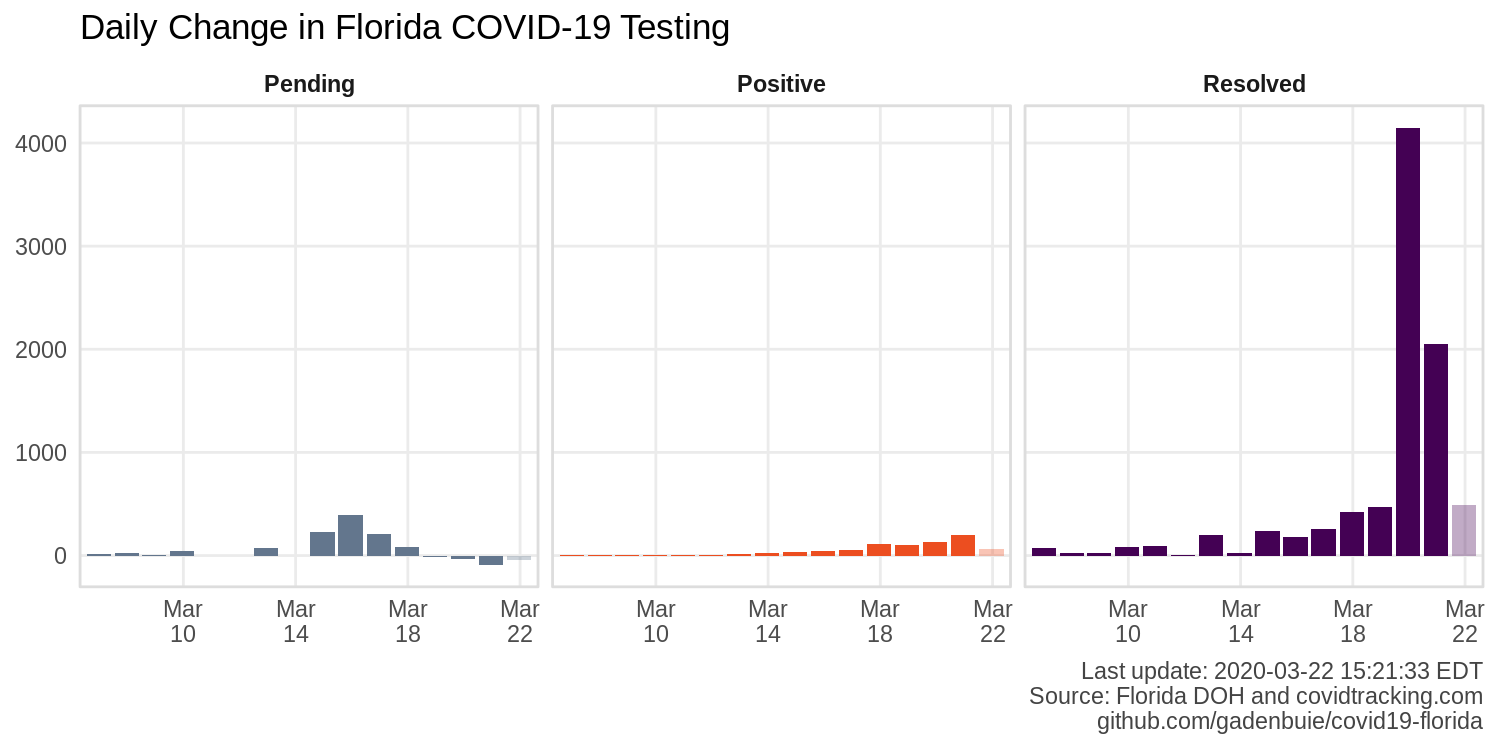 Daily Change in Florida COVID-19 Testing
Pending
Positive
Resolved
4000
3000
2000
1000
0
Mar
10
Mar
14
Mar
18
Mar
22
Mar
10
Mar
14
Mar
18
Mar
22
Mar
10
Mar
14
Mar
18
Mar
22
Last update: 2020-03-22 15:21:33 EDT
Source: Florida DOH and covidtracking.com
github.com/gadenbuie/covid19-florida